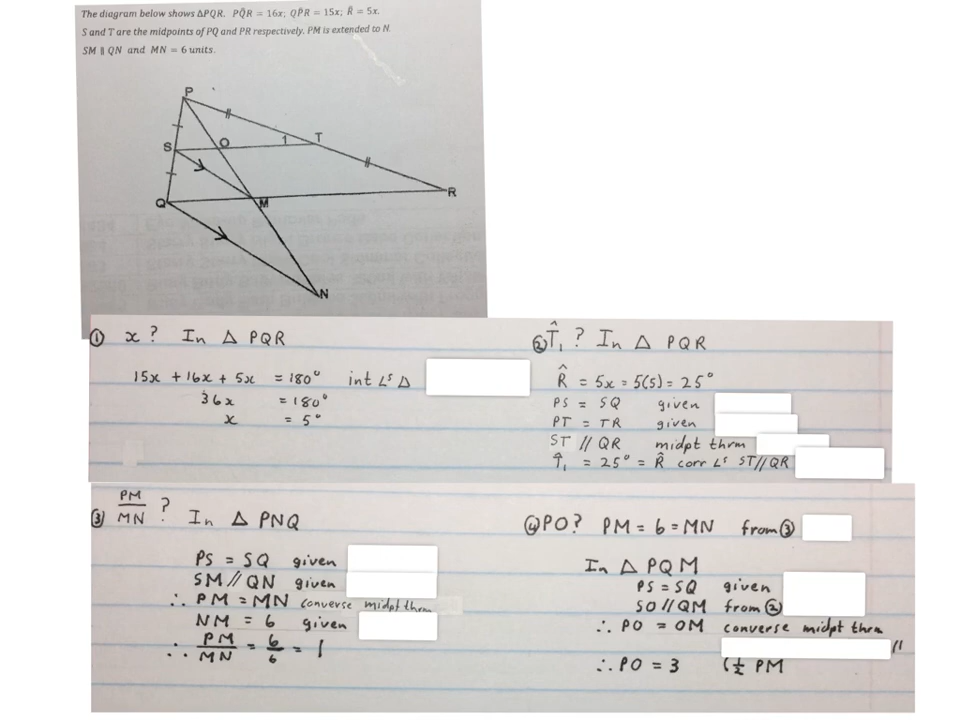 The diagram below shows ΔPQR. PQ̂R = 16x; QP̂R = 15x; R̂ = 5x.
S and T are the midpoints of PQ and PR respectively. PM is extended to N.
SM ∥ QN and MN = 6 units.
P
S O 1 T
Q M R
N
① x? In Δ PQR
15x + 16x + 5x = 180° int ∠ˢ Δ
36x = 180°
x = 5°
② T̂₁? In Δ PQR
R̂ = 5x = 5(5) = 25°
PS = SQ given
PT = TR given
ST // QR midpt thrm
T̂₁ = 25° = R̂ corr ∠ˢ ST//QR
③ PM/MN ? In Δ PNQ
PS = SQ given
SM // QN given
∴ PM = MN converse midpt thrm
NM = 6 given
∴ PM/MN = 6/6 = 1
④ PO? PM = 6 = MN from ③
In Δ PQM
PS = SQ given
SO // QM from ②
∴ PO = OM converse midpt thrm
∴ PO = 3 (½ PM